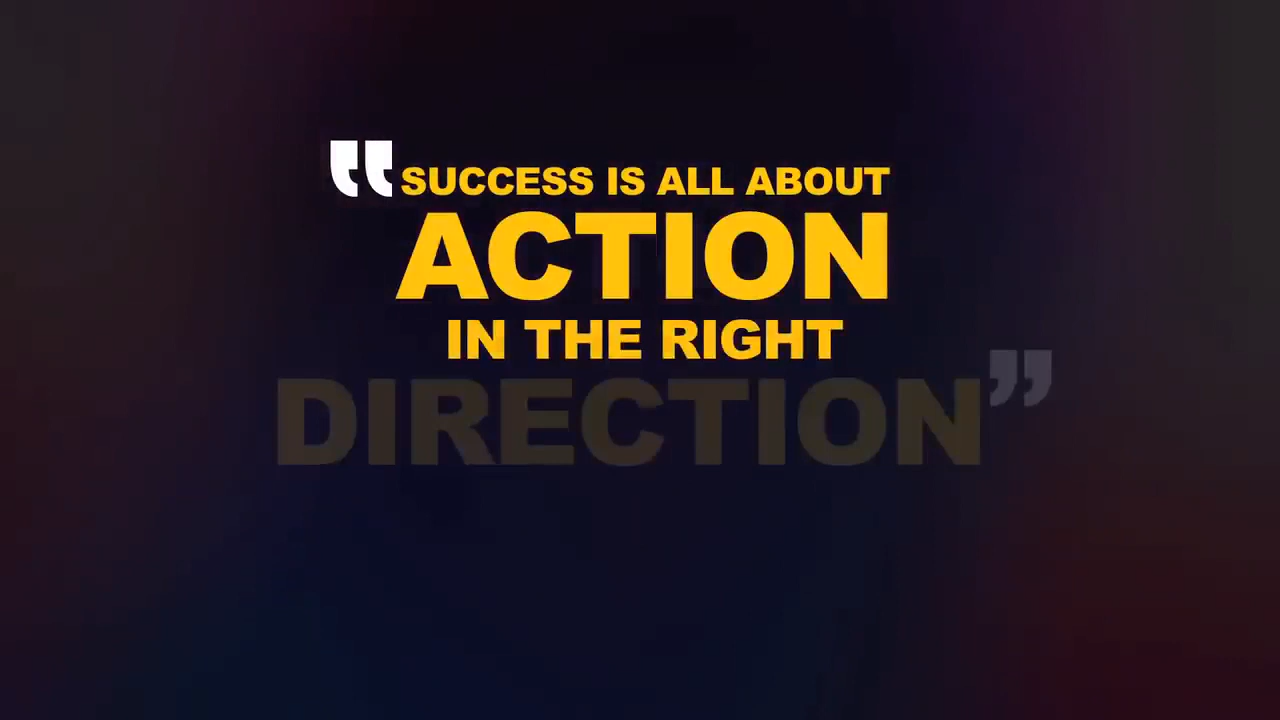 “SUCCESS IS ALL ABOUT
ACTION
IN THE RIGHT
DIRECTION”